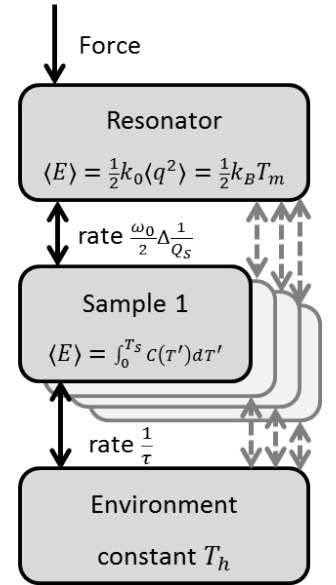 Force
Resonator
⟨E⟩ = ½k₀⟨q²⟩ = ½k_BT_m
rate ω₀/2 Δ 1/Q_S
Sample 1
⟨E⟩ = ∫₀^{T_S} C(T′)dT′
rate 1/τ
Environment
constant T_h